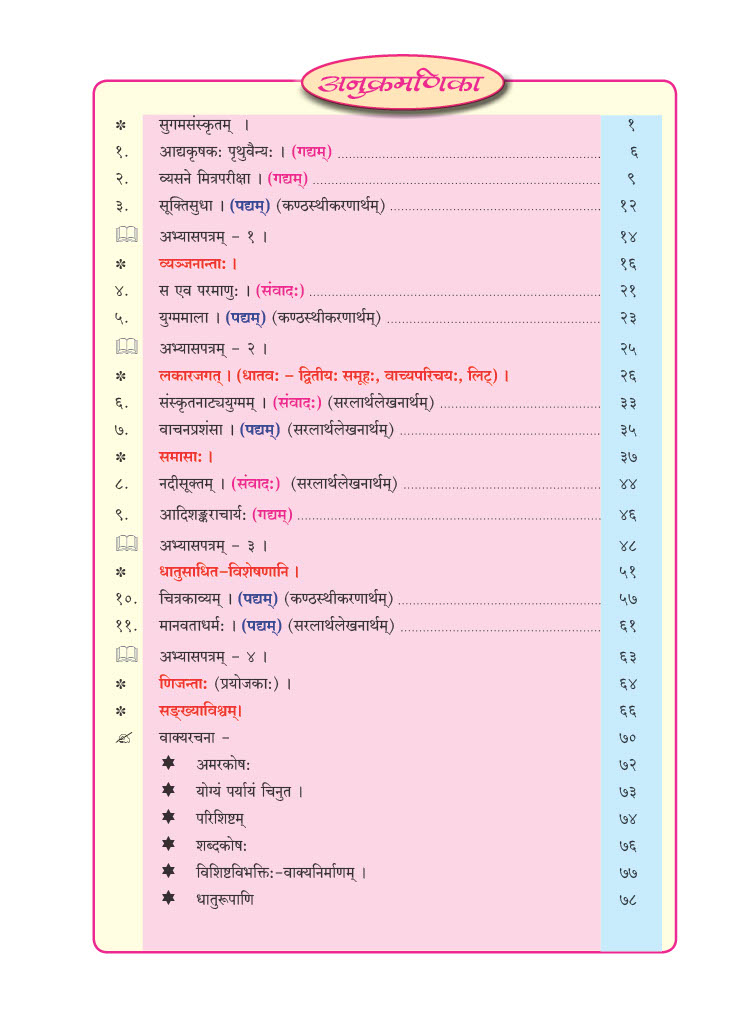 अनुक्रमणिका
* सुगमसंस्कृतम् । १
१. आद्यकृषकः पृथुवैन्यः । (गद्यम्) ६
२. व्यसने मित्रपरीक्षा । (गद्यम्) ९
३. सूक्तिसुधा । (पद्यम्) (कण्ठस्थीकरणार्थम्) १२
अभ्यासपत्रम् - १ । १४
* व्यञ्जनान्ताः । १६
४. स एव परमाणुः । (संवादः) २१
५. युग्ममाला । (पद्यम्) (कण्ठस्थीकरणार्थम्) २३
अभ्यासपत्रम् - २ । २५
* लकारजगत् । (धातवः – द्वितीयः समूहः, वाच्यपरिचयः, लिट्) । २६
६. संस्कृतनाट्ययुग्मम् । (संवादः) (सरलार्थलेखनार्थम्) ३३
७. वाचनप्रशंसा । (पद्यम्) (सरलार्थलेखनार्थम्) ३५
* समासाः । ३७
८. नदीसूक्तम् । (संवादः) (सरलार्थलेखनार्थम्) ४४
९. आदिशङ्कराचार्यः (गद्यम्) ४६
अभ्यासपत्रम् - ३ । ४८
* धातुसाधित-विशेषणानि । ५१
१०. चित्रकाव्यम् । (पद्यम्) (कण्ठस्थीकरणार्थम्) ५७
११. मानवताधर्मः । (पद्यम्) (सरलार्थलेखनार्थम्) ६१
अभ्यासपत्रम् - ४ । ६३
* णिजन्ताः (प्रयोजकाः) । ६४
* सङ्ख्याविश्वम्। ६६
वाक्यरचना - ७०
अमरकोषः ७२
योग्यं पर्यायं चिनुत । ७३
परिशिष्टम् ७४
शब्दकोषः ७६
विशिष्टविभक्तिः-वाक्यनिर्माणम् । ७७
धातुरूपाणि ७८